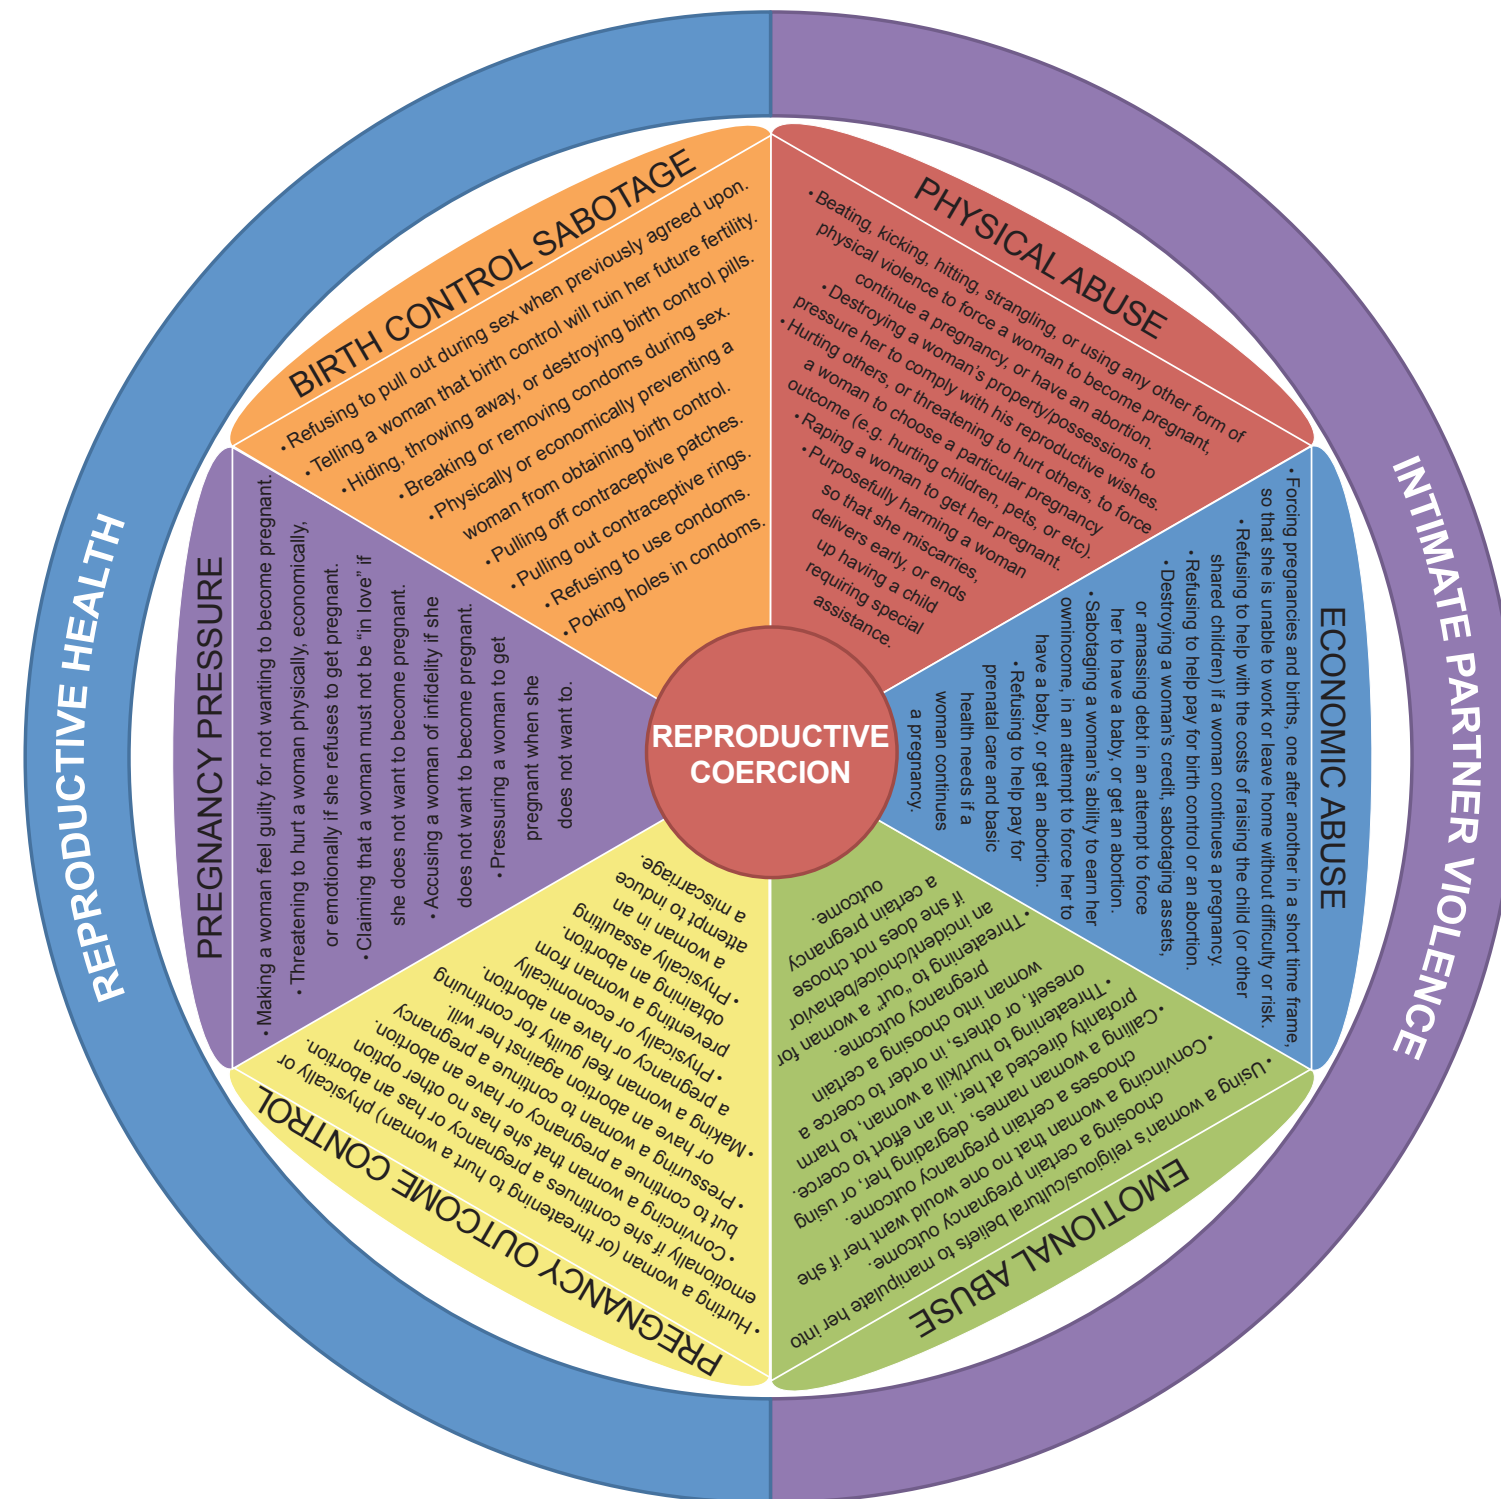 REPRODUCTIVE HEALTH
INTIMATE PARTNER VIOLENCE
REPRODUCTIVE
COERCION
BIRTH CONTROL SABOTAGE
• Refusing to pull out during sex when previously agreed upon.
• Telling a woman that birth control will ruin her future fertility.
• Hiding, throwing away, or destroying birth control pills.
• Breaking or removing condoms during sex.
• Physically or economically preventing a
woman from obtaining birth control.
• Pulling off contraceptive patches.
• Pulling out contraceptive rings.
• Refusing to use condoms.
• Poking holes in condoms.
PHYSICAL ABUSE
• Beating, kicking, hitting, strangling, or using any other form of
physical violence to force a woman to become pregnant,
continue a pregnancy, or have an abortion.
• Destroying a woman's property/possessions to
pressure her to comply with his reproductive wishes.
• Hurting others, or threatening to hurt others, to force
a woman to choose a particular pregnancy
outcome (e.g. hurting children, pets, or etc).
• Raping a woman to get her pregnant.
• Purposefully harming a woman
so that she miscarries,
delivers early, or ends
up having a child
requiring special
assistance.
ECONOMIC ABUSE
• Forcing pregnancies and births, one after another in a short time frame,
so that she is unable to work or leave home without difficulty or risk.
• Refusing to help with the costs of raising the child (or other
shared children) if a woman continues a pregnancy.
• Refusing to help pay for birth control or an abortion.
• Destroying a woman's credit, sabotaging assets,
or amassing debt in an attempt to force
her to have a baby, or get an abortion.
• Sabotaging a woman's ability to earn her
ownincome, in an attempt to force her to
have a baby, or get an abortion.
• Refusing to help pay for
prenatal care and basic
health needs if a
woman continues
a pregnancy.
EMOTIONAL ABUSE
• Using a woman's religious/cultural beliefs to manipulate her into
choosing a certain pregnancy outcome.
• Convincing a woman that no one would want her if she
chooses a certain pregnancy outcome.
• Calling a woman names, degrading her, or using
profanity directed at her, in an effort to coerce.
• Threatening to hurt/kill a woman, to harm
oneself, or others, in order to coerce a
woman into choosing a certain
pregnancy outcome.
• Threatening to "out" a woman for
an incident/choice/behavior
if she does not choose
a certain pregnancy
outcome.
PREGNANCY OUTCOME CONTROL
• Hurting a woman (or threatening to hurt a woman) physically or
emotionally if she continues a pregnancy or has an abortion.
• Convincing a woman that she has no other option
but to continue a pregnancy or have an abortion.
• Pressuring a woman to continue a pregnancy
or have an abortion against her will.
• Making a woman feel guilty for continuing
a pregnancy or have an abortion.
• Physically or economically
preventing a woman from
obtaining an abortion.
• Physically assaulting
a woman in an
attempt to induce
a miscarriage.
PREGNANCY PRESSURE
• Making a woman feel guilty for not wanting to become pregnant.
• Threatening to hurt a woman physically, economically,
or emotionally if she refuses to get pregnant.
• Claiming that a woman must not be "in love" if
she does not want to become pregnant.
• Accusing a woman of infidelity if she
does not want to become pregnant.
• Pressuring a woman to get
pregnant when she
does not want to.